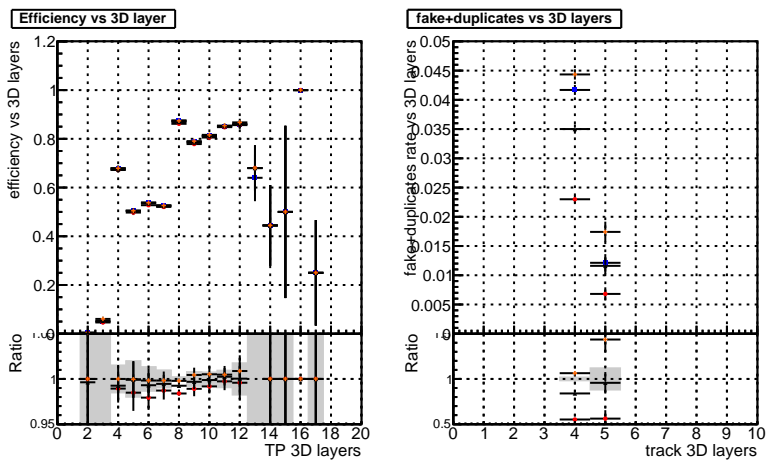 Efficiency vs 3D layer
efficiency vs 3D layers
1.2
1
0.8
0.6
0.4
0.2
0
Ratio
1
0.95
0 2 4 6 8 10 12 14 16 18 20
TP 3D layers
fake+duplicates vs 3D layers
fake+duplicates rate vs 3D layers
0.05
0.045
0.04
0.035
0.03
0.025
0.02
0.015
0.01
0.005
0
Ratio
1
0.5
0 1 2 3 4 5 6 7 8 9 10
track 3D layers